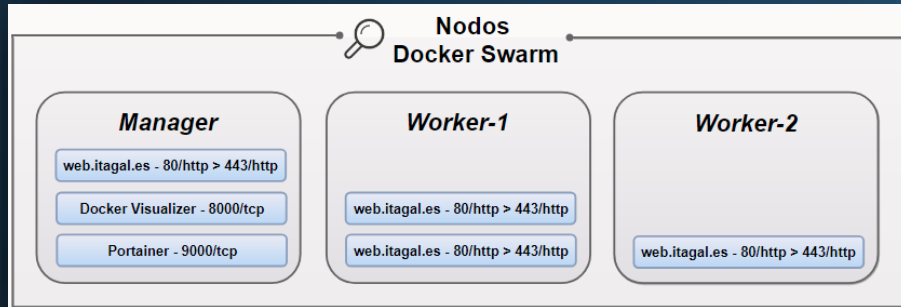 Nodos
Docker Swarm
Manager
web.itagal.es - 80/http > 443/http
Docker Visualizer - 8000/tcp
Portainer - 9000/tcp
Worker-1
web.itagal.es - 80/http > 443/http
web.itagal.es - 80/http > 443/http
Worker-2
web.itagal.es - 80/http > 443/http